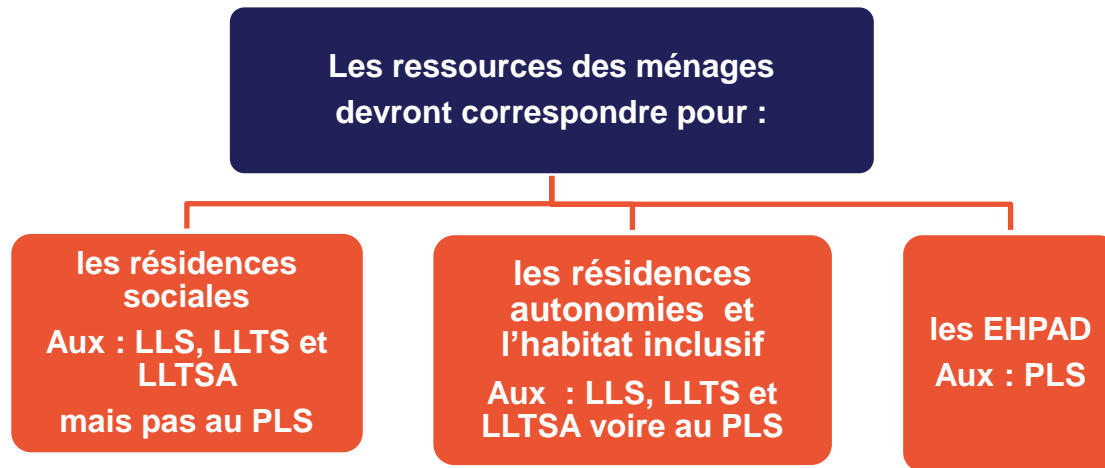 Les ressources des ménages
devront correspondre pour :
les résidences
sociales
Aux : LLS, LLTS et
LLTSA
mais pas au PLS
les résidences
autonomies et
l’habitat inclusif
Aux : LLS, LLTS et
LLTSA voire au PLS
les EHPAD
Aux : PLS